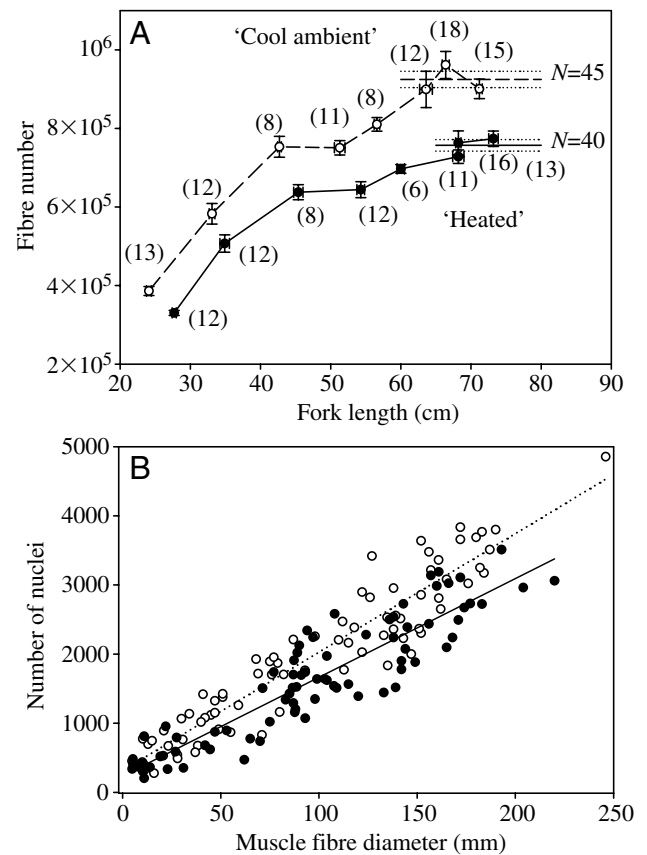 A
'Cool ambient'
10⁶
8×10⁵
6×10⁵
4×10⁵
2×10⁵
Fibre number
(13)
(12)
(8)
(11)
(8)
(12)
(18)
(15)
N=45
N=40
(12)
(12)
(8)
(12)
(6)
(11)
(16)
(13)
'Heated'
20 30 40 50 60 70 80 90
Fork length (cm)
B
5000
4000
3000
2000
1000
0
Number of nuclei
0 50 100 150 200 250
Muscle fibre diameter (mm)